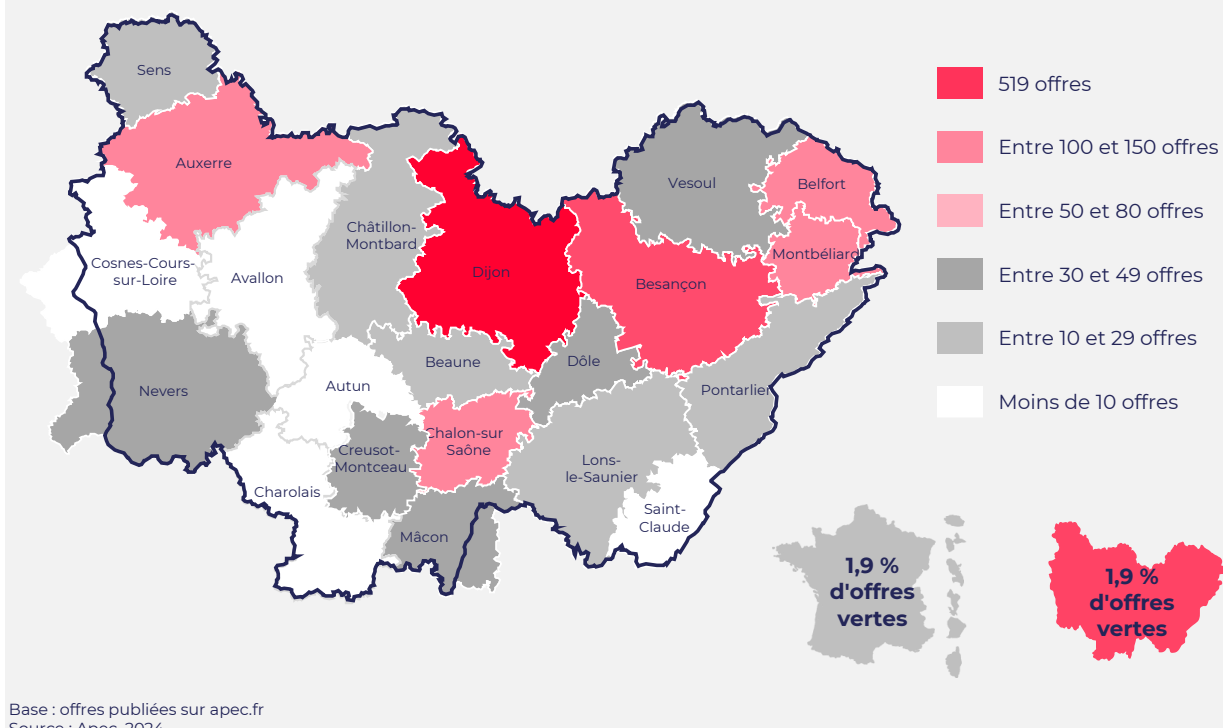 Sens
Auxerre
Cosnes-Cours-
sur-Loire
Avallon
Châtillon-
Montbard
Dijon
Vesoul
Belfort
Montbéliard
Besançon
Nevers
Autun
Beaune
Dôle
Pontarlier
Chalon-sur
Saône
Creusot-
Montceau
Charolais
Lons-
le-Saunier
Saint-
Claude
Mâcon
519 offres
Entre 100 et 150 offres
Entre 50 et 80 offres
Entre 30 et 49 offres
Entre 10 et 29 offres
Moins de 10 offres
1,9 %
d'offres
vertes
1,9 %
d'offres
vertes
Base : offres publiées sur apec.fr
Source : Apec, 2024